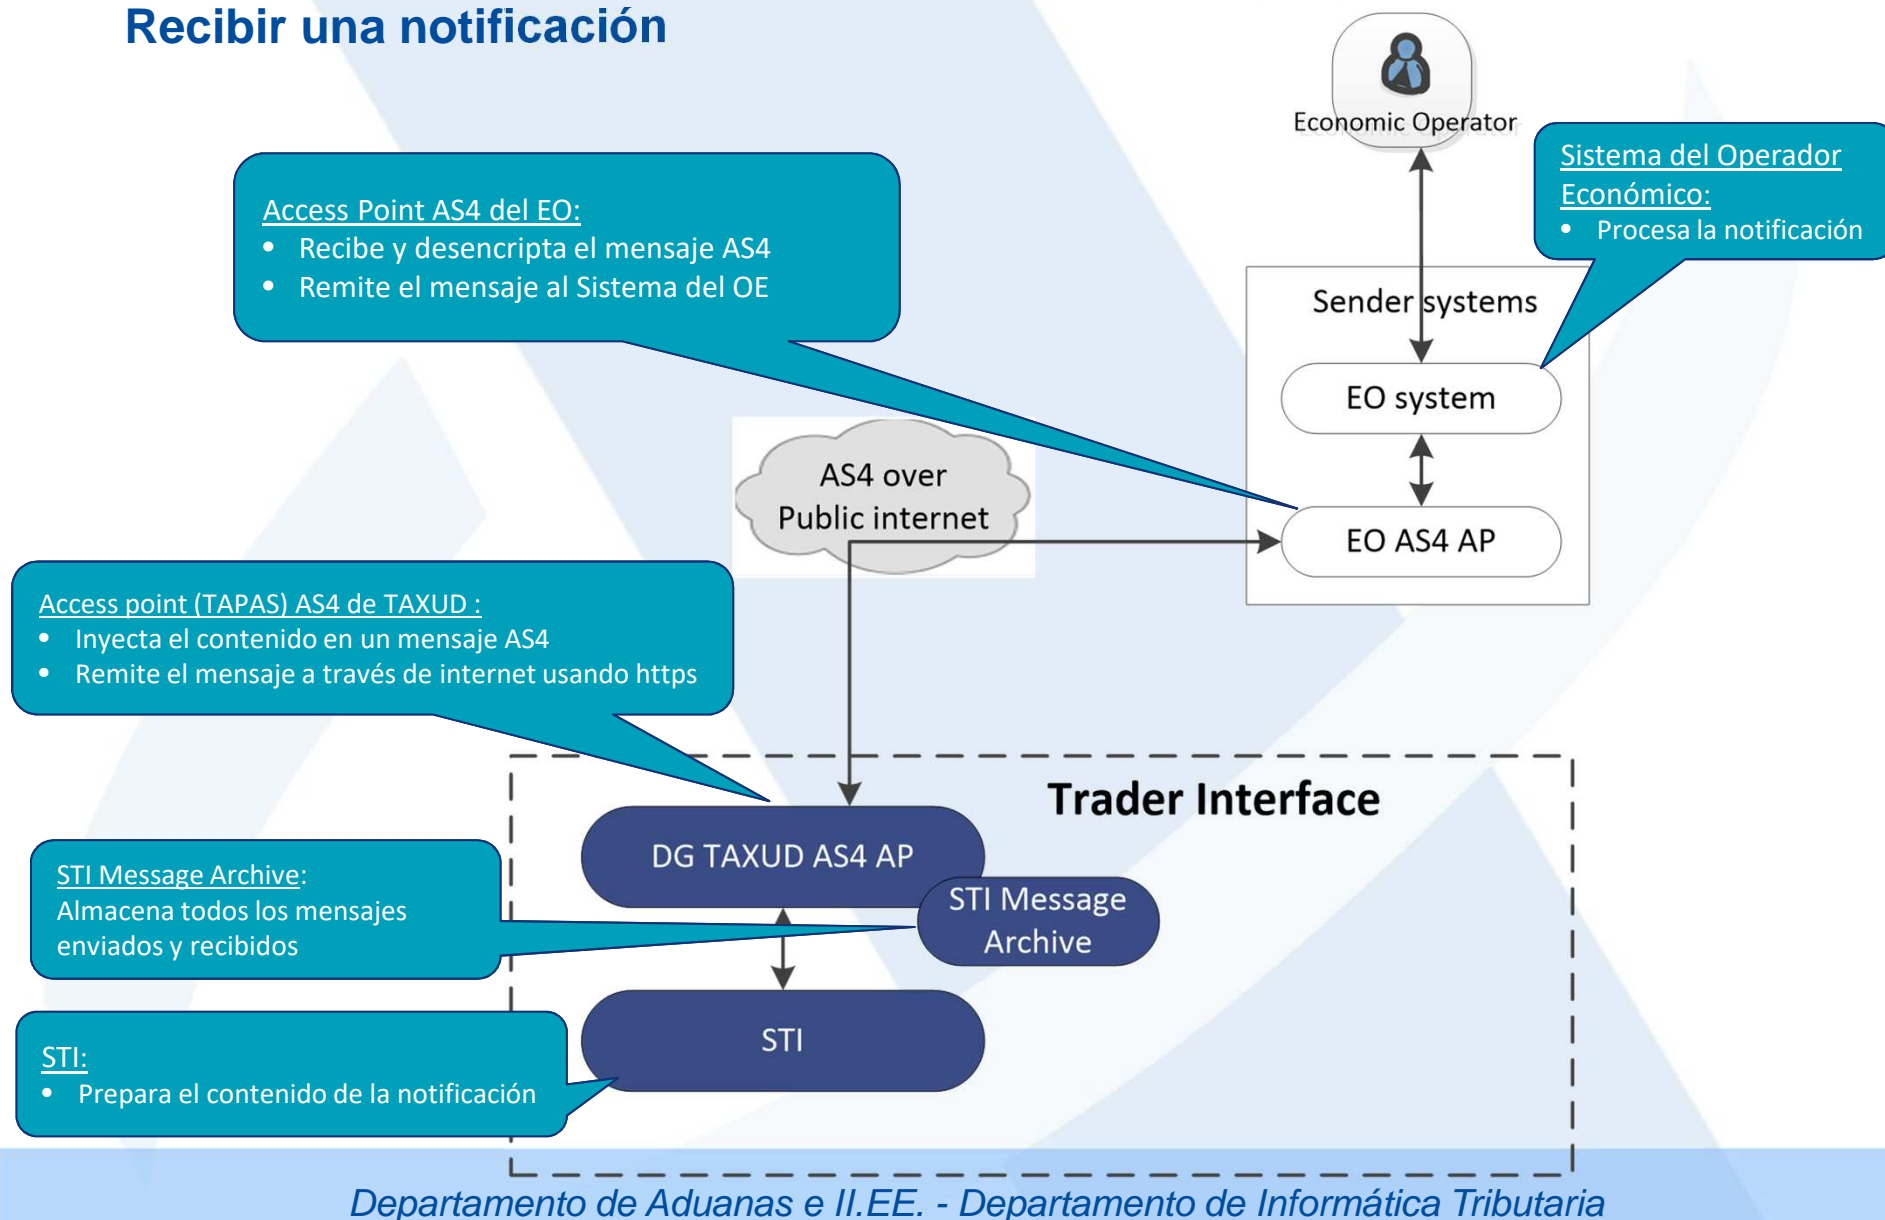 Recibir una notificación
Economic Operator
Sistema del Operador
Económico:
• Procesa la notificación
Access Point AS4 del EO:
• Recibe y desencripta el mensaje AS4
• Remite el mensaje al Sistema del OE
Sender systems
EO system
AS4 over
Public internet
EO AS4 AP
Access point (TAPAS) AS4 de TAXUD :
• Inyecta el contenido en un mensaje AS4
• Remite el mensaje a través de internet usando https
Trader Interface
DG TAXUD AS4 AP
STI Message
Archive
STI Message Archive:
Almacena todos los mensajes
enviados y recibidos
STI
STI:
• Prepara el contenido de la notificación
Departamento de Aduanas e II.EE. - Departamento de Informática Tributaria